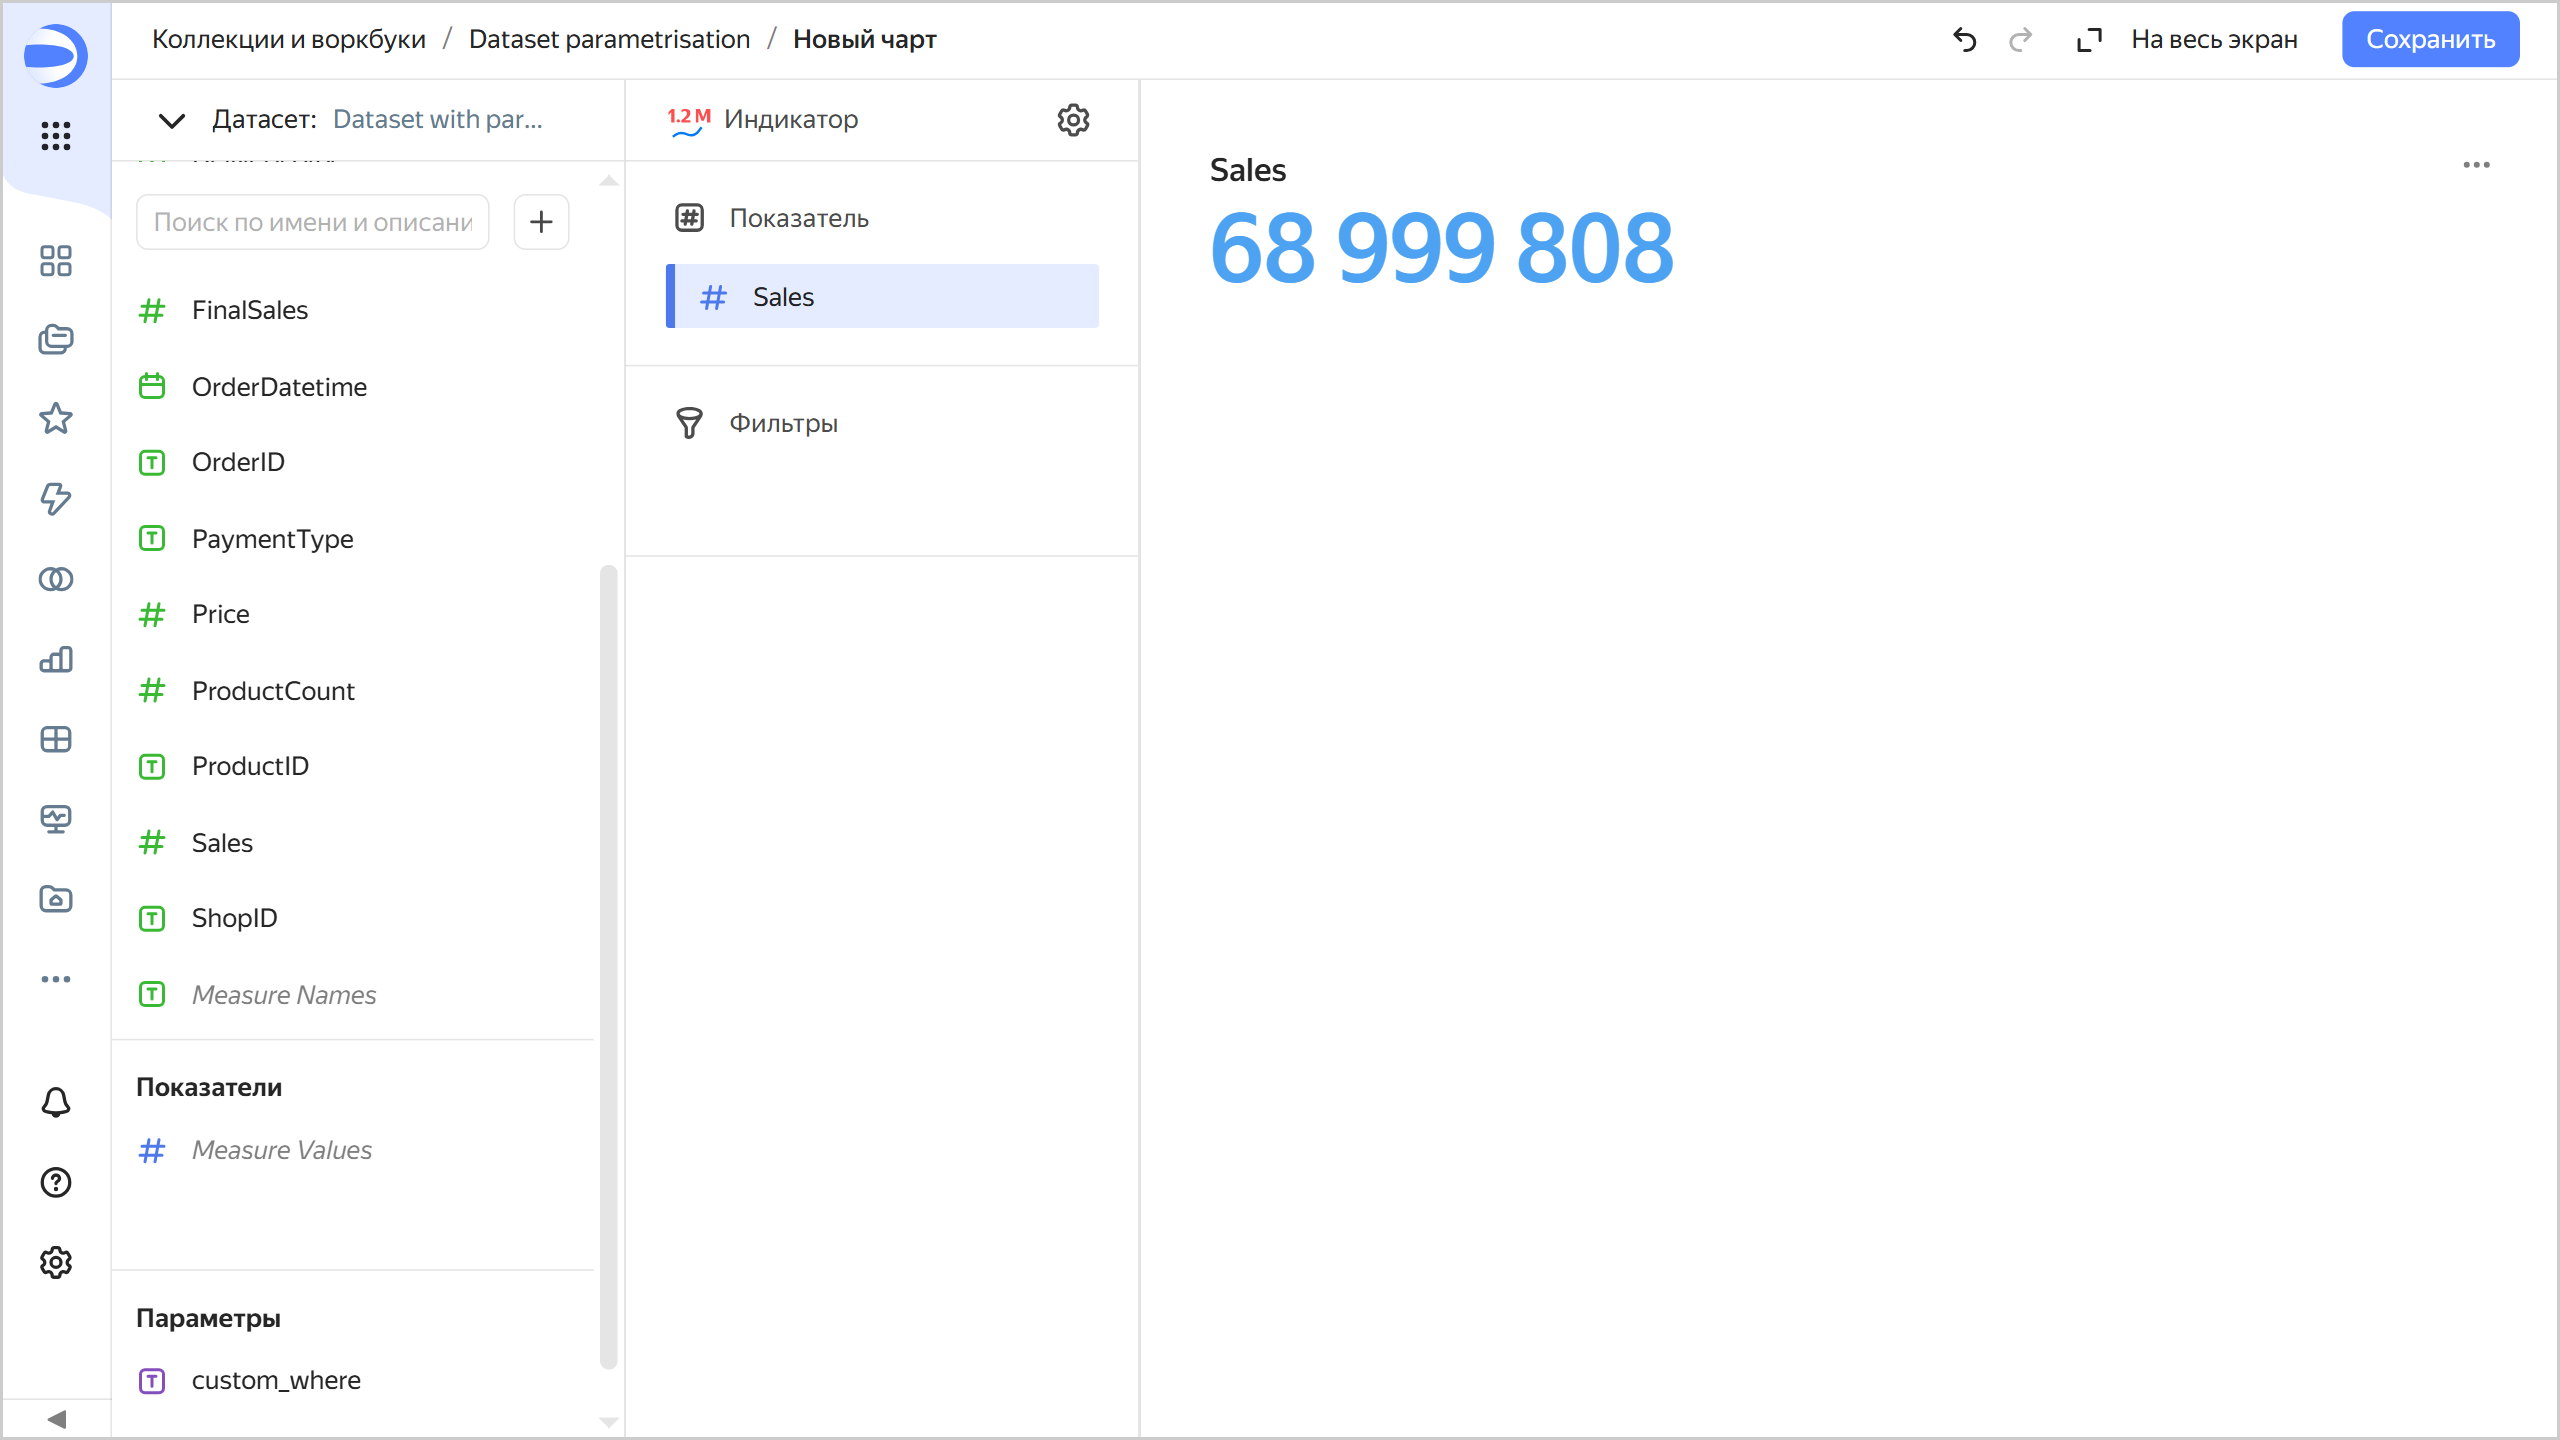 Коллекции и воркбуки / Dataset parametrisation / Новый чарт
На весь экран
Сохранить
Датасет: Dataset with par...
Поиск по имени и описани
FinalSales
OrderDatetime
OrderID
PaymentType
Price
ProductCount
ProductID
Sales
ShopID
Measure Names
Показатели
Measure Values
Параметры
custom_where
1.2 M Индикатор
Показатель
Sales
Фильтры
Sales
68 999 808